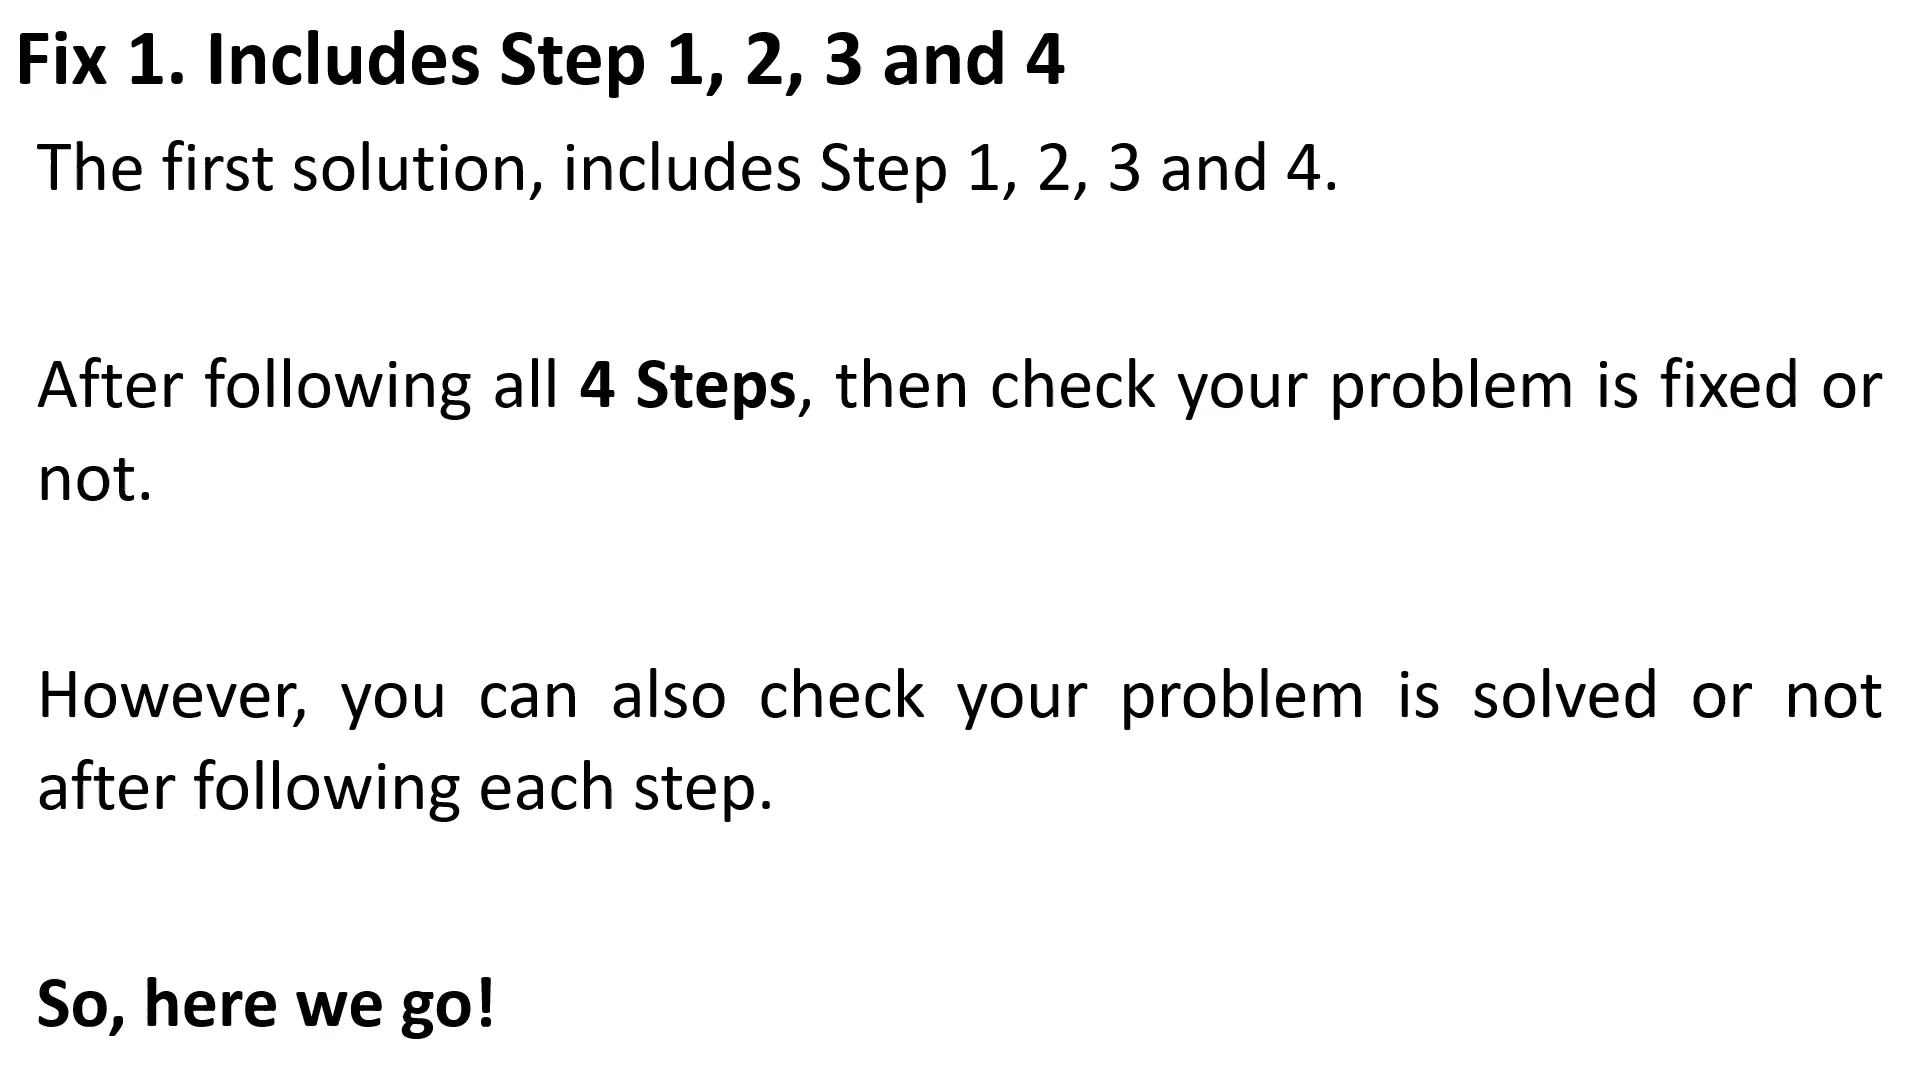 Fix 1. Includes Step 1, 2, 3 and 4
The first solution, includes Step 1, 2, 3 and 4.
After following all 4 Steps, then check your problem is fixed or
not.
However, you can also check your problem is solved or not
after following each step.
So, here we go!